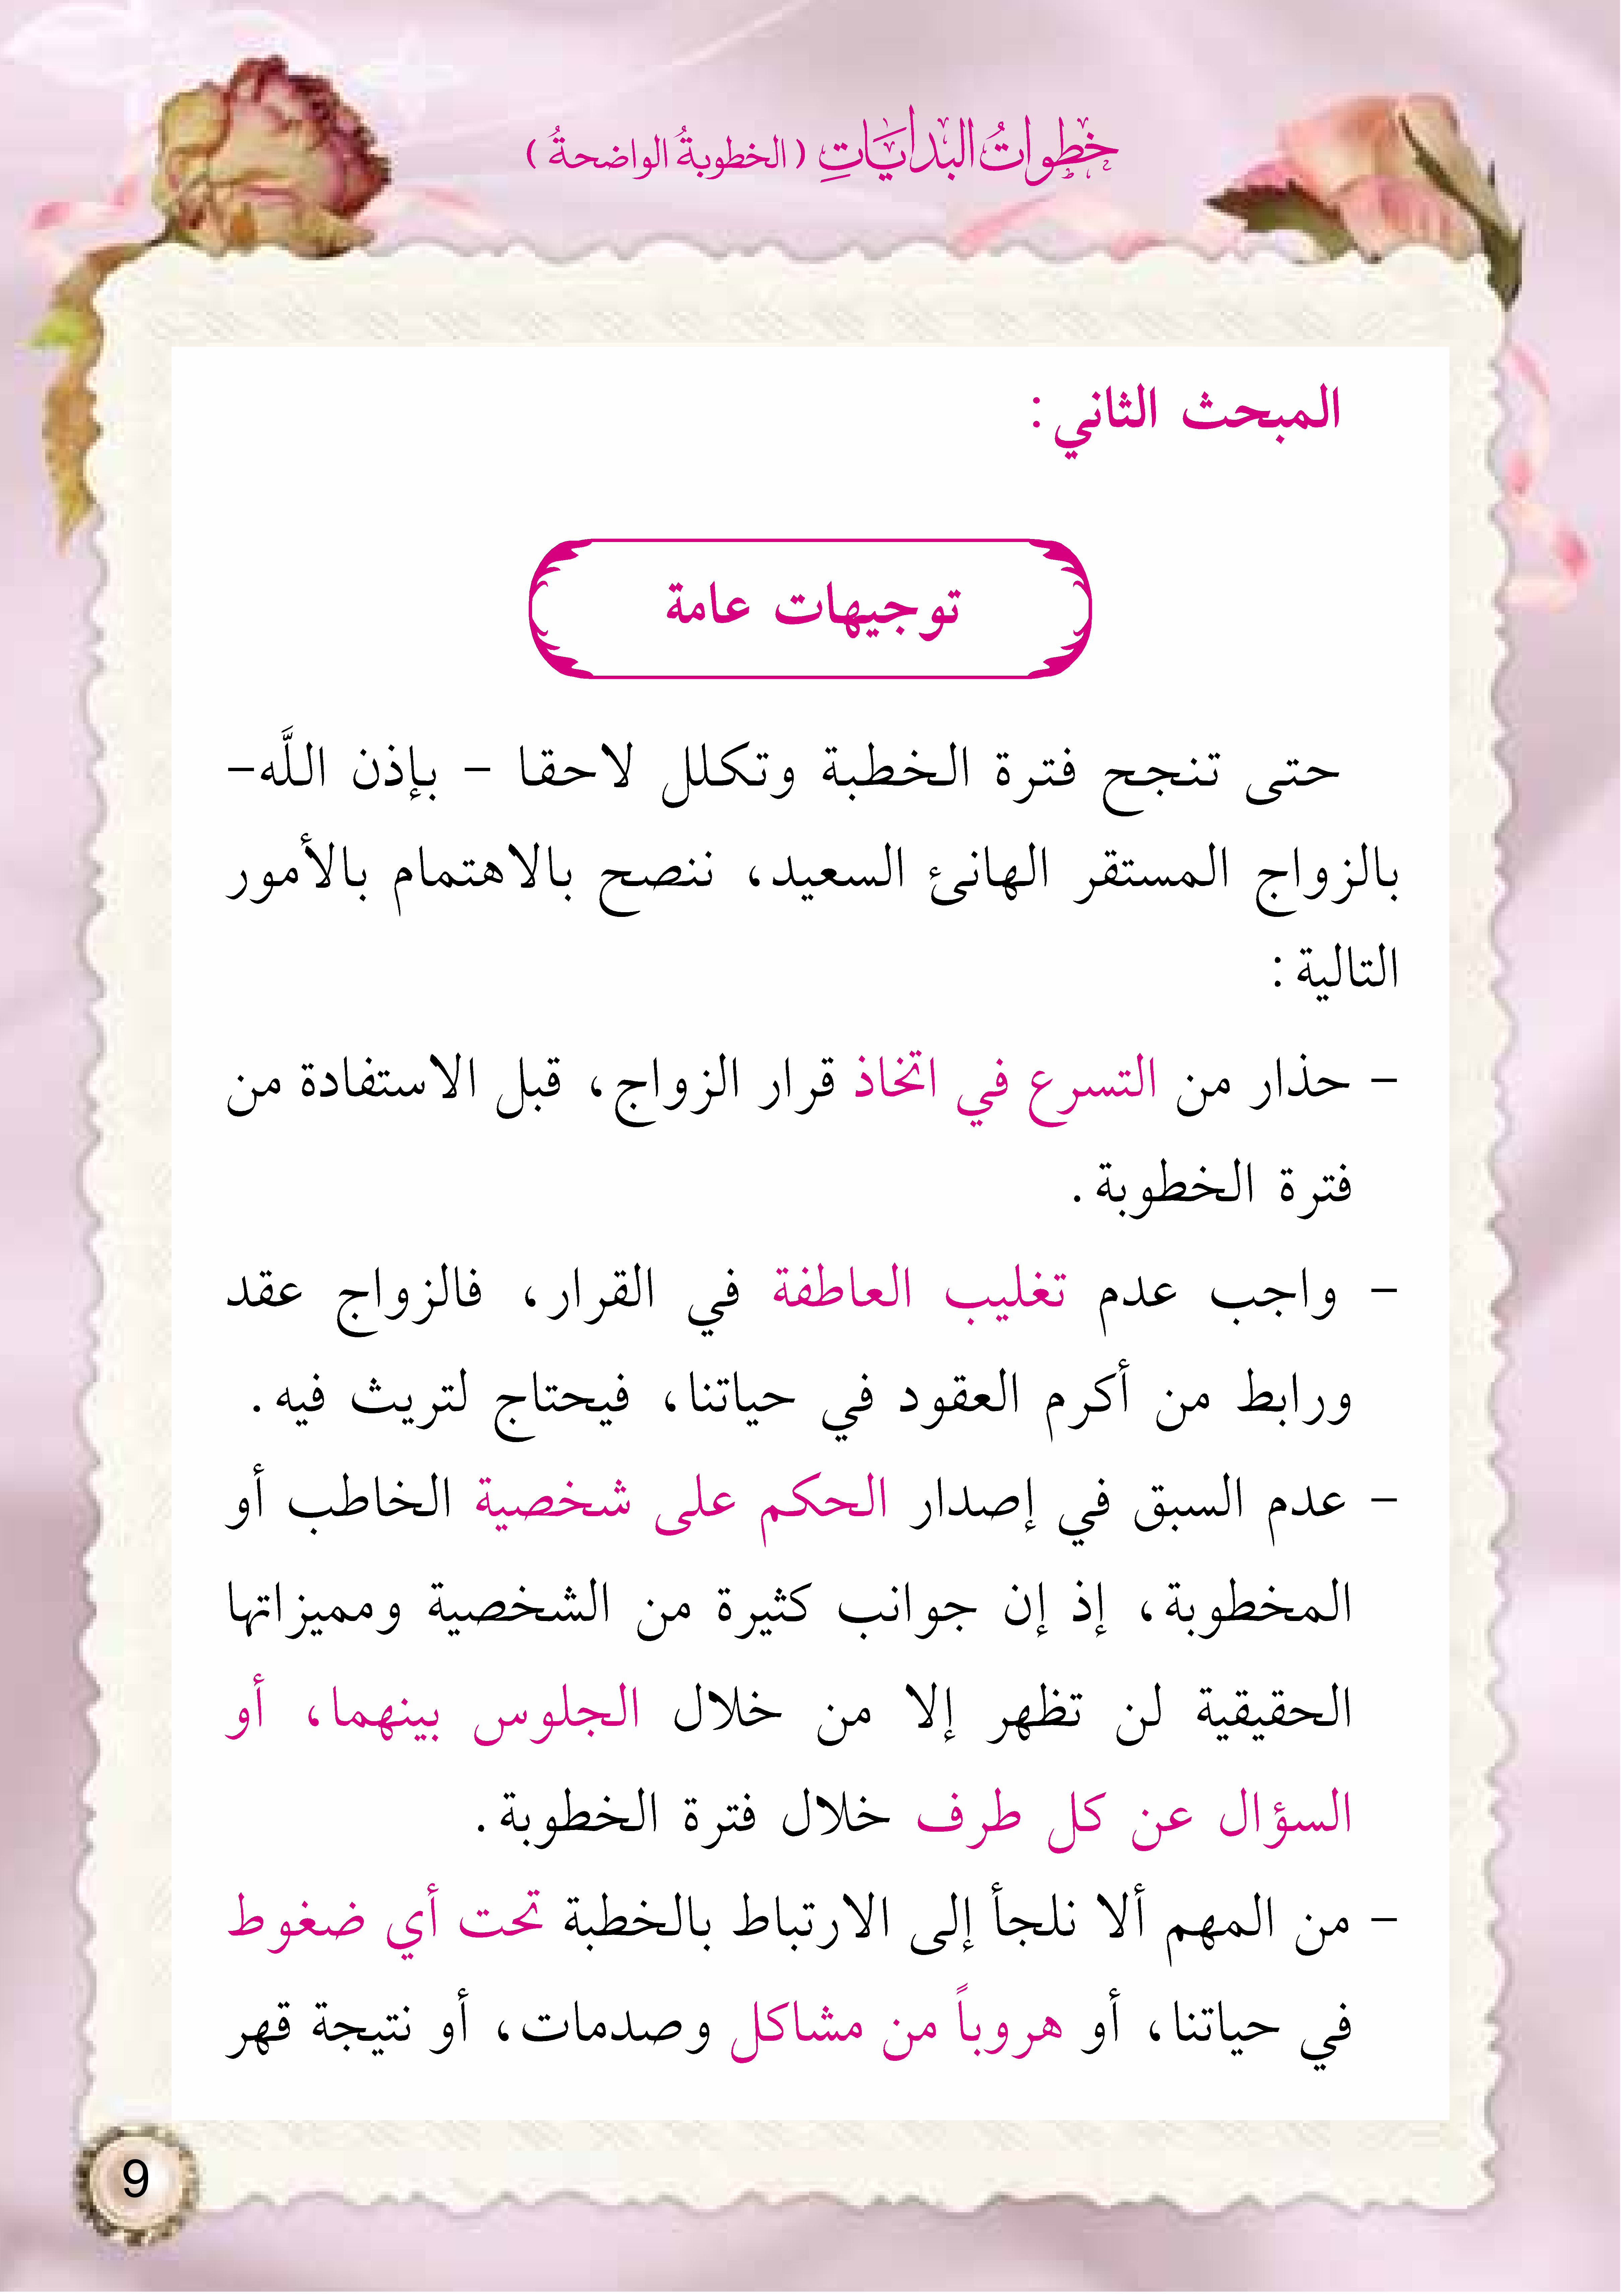 خطواتُ البداياتِ (الخطوبةُ الواضحةُ)
المبحث الثاني:
توجيهات عامة
حتى تنجح فترة الخطبة وتكلل لاحقا - بإذن اللَّه-
بالزواج المستقر الهانئ السعيد، ننصح بالاهتمام بالأمور
التالية:
- حذار من التسرع في اتخاذ قرار الزواج، قبل الاستفادة من
فترة الخطوبة.
- واجب عدم تغليب العاطفة في القرار، فالزواج عقد
ورابط من أكرم العقود في حياتنا، فيحتاج لتريث فيه.
- عدم السبق في إصدار الحكم على شخصية الخاطب أو
المخطوبة، إذ إن جوانب كثيرة من الشخصية ومميزاتها
الحقيقية لن تظهر إلا من خلال الجلوس بينهما، أو
السؤال عن كل طرف خلال فترة الخطوبة.
- من المهم ألا نلجأ إلى الارتباط بالخطبة تحت أي ضغوط
في حياتنا، أو هروباً من مشاكل وصدمات، أو نتيجة قهر
9